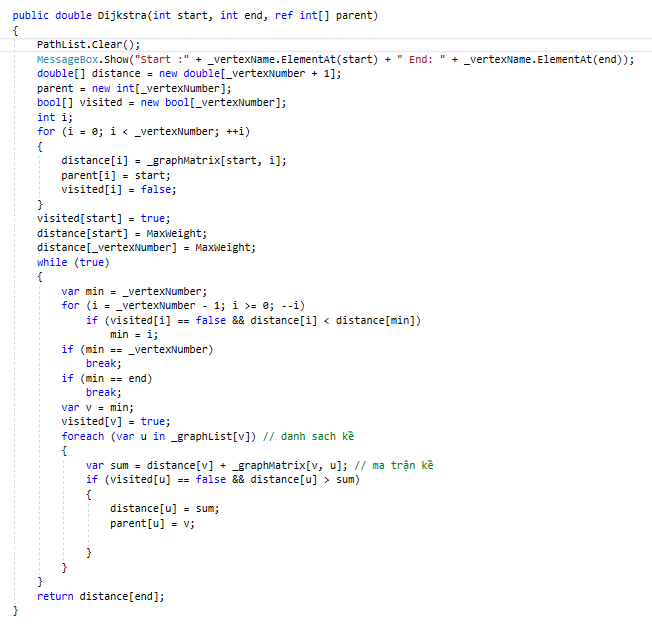 public double Dijkstra(int start, int end, ref int[] parent)
{
    PathList.Clear();
    MessageBox.Show("Start :" + _vertexName.ElementAt(start) + " End: " + _vertexName.ElementAt(end));
    double[] distance = new double[_vertexNumber + 1];
    parent = new int[_vertexNumber];
    bool[] visited = new bool[_vertexNumber];
    int i;
    for (i = 0; i < _vertexNumber; ++i)
    {
        distance[i] = _graphMatrix[start, i];
        parent[i] = start;
        visited[i] = false;
    }
    visited[start] = true;
    distance[start] = MaxWeight;
    distance[_vertexNumber] = MaxWeight;
    while (true)
    {
        var min = _vertexNumber;
        for (i = _vertexNumber - 1; i >= 0; --i)
            if (visited[i] == false && distance[i] < distance[min])
                min = i;
        if (min == _vertexNumber)
            break;
        if (min == end)
            break;
        var v = min;
        visited[v] = true;
        foreach (var u in _graphList[v]) // danh sach kề
        {
            var sum = distance[v] + _graphMatrix[v, u]; // ma trận kề
            if (visited[u] == false && distance[u] > sum)
            {
                distance[u] = sum;
                parent[u] = v;

            }
        }
    }
    return distance[end];
}